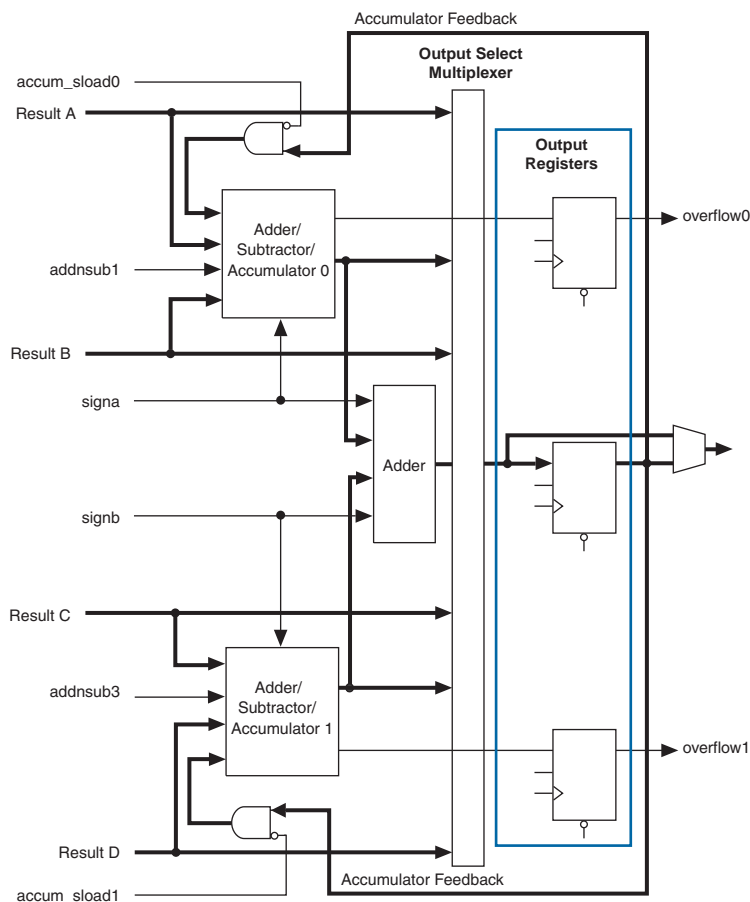 Accumulator Feedback
Output Select
Multiplexer
accum_sload0
Result A
Output
Registers
Adder/
Subtractor/
Accumulator 0
overflow0
addnsub1
Result B
signa
Adder
signb
Result C
Adder/
Subtractor/
Accumulator 1
addnsub3
overflow1
Result D
Accumulator Feedback
accum_sload1